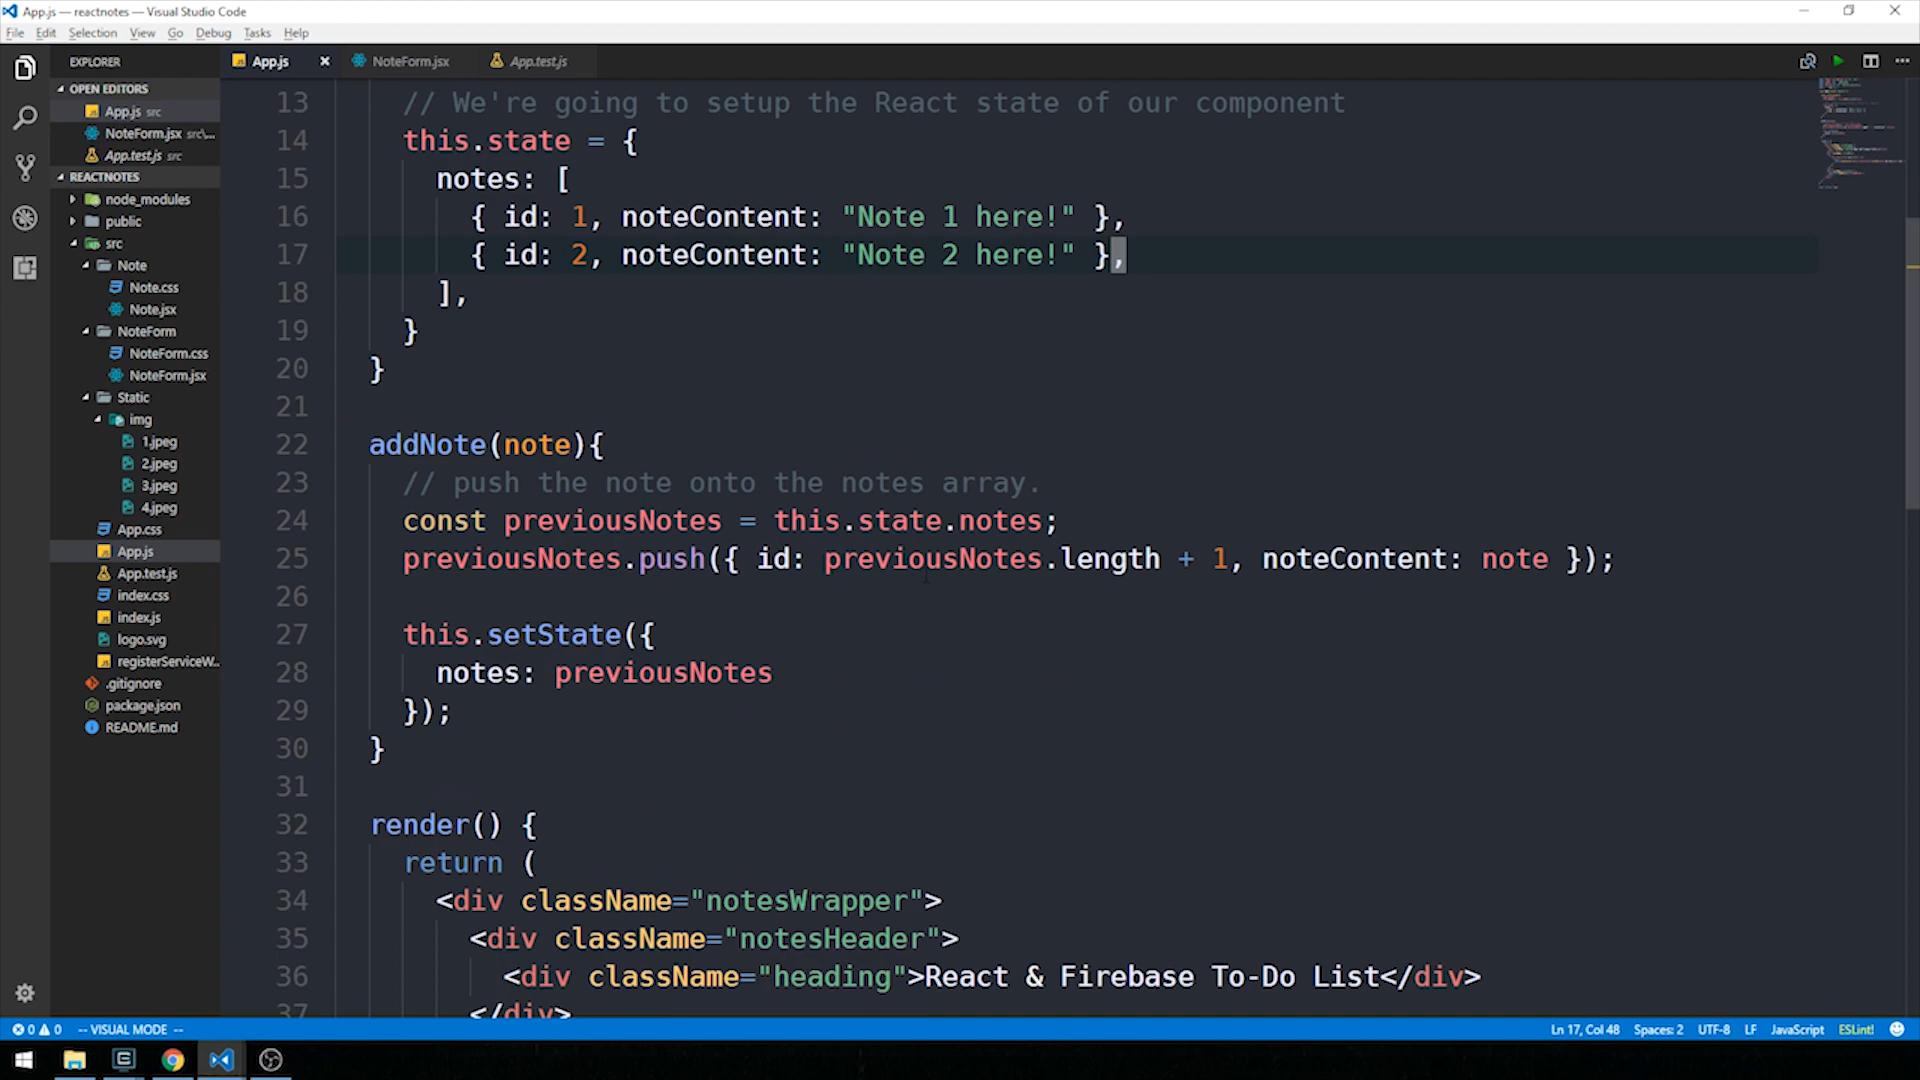 App.js — reactnotes — Visual Studio Code
File Edit Selection View Go Debug Tasks Help
EXPLORER
OPEN EDITORS
App.js src
NoteForm.jsx src\...
App.test.js src
REACTNOTES
node_modules
public
src
Note
Note.css
Note.jsx
NoteForm
NoteForm.css
NoteForm.jsx
Static
img
1.jpeg
2.jpeg
3.jpeg
4.jpeg
App.css
App.js
App.test.js
index.css
index.js
logo.svg
registerServiceW...
.gitignore
package.json
README.md
App.js NoteForm.jsx App.test.js
13 // We're going to setup the React state of our component
14 this.state = {
15 notes: [
16 { id: 1, noteContent: "Note 1 here!" },
17 { id: 2, noteContent: "Note 2 here!" },
18 ],
19 }
20 }
21
22 addNote(note){
23 // push the note onto the notes array.
24 const previousNotes = this.state.notes;
25 previousNotes.push({ id: previousNotes.length + 1, noteContent: note });
26
27 this.setState({
28 notes: previousNotes
29 });
30 }
31
32 render() {
33 return (
34 <div className="notesWrapper">
35 <div className="notesHeader">
36 <div className="heading">React & Firebase To-Do List</div>
37 </div>
0 0 -- VISUAL MODE -- Ln 17, Col 48 Spaces: 2 UTF-8 LF JavaScript ESLint!